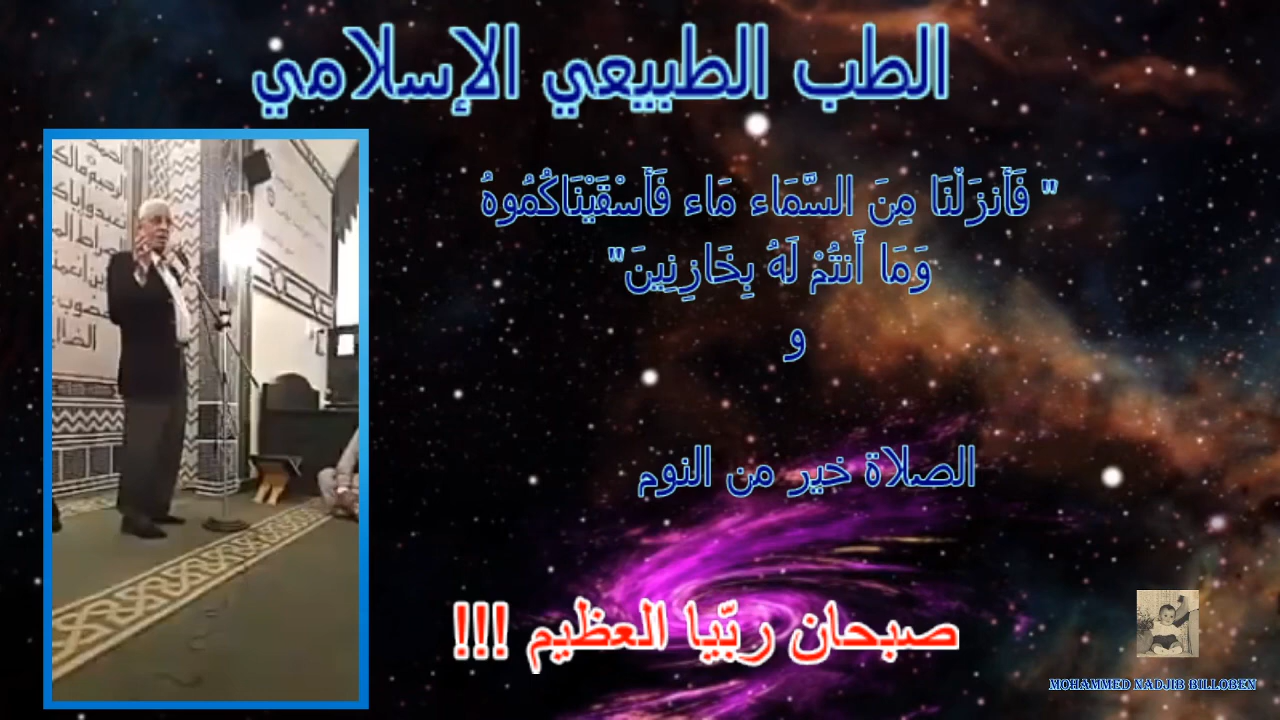 الطب الطبيعي الإسلامي
" فَأَنزَلْنَا مِنَ السَّمَاء مَاء فَأَسْقَيْنَاكُمُوهُ
وَمَا أَنتُمْ لَهُ بِخَازِنِينَ"
و
الصلاة خير من النوم
صبحان ربّيا العظيم !!!
MOHAMMED NADJIB BILLOBEN